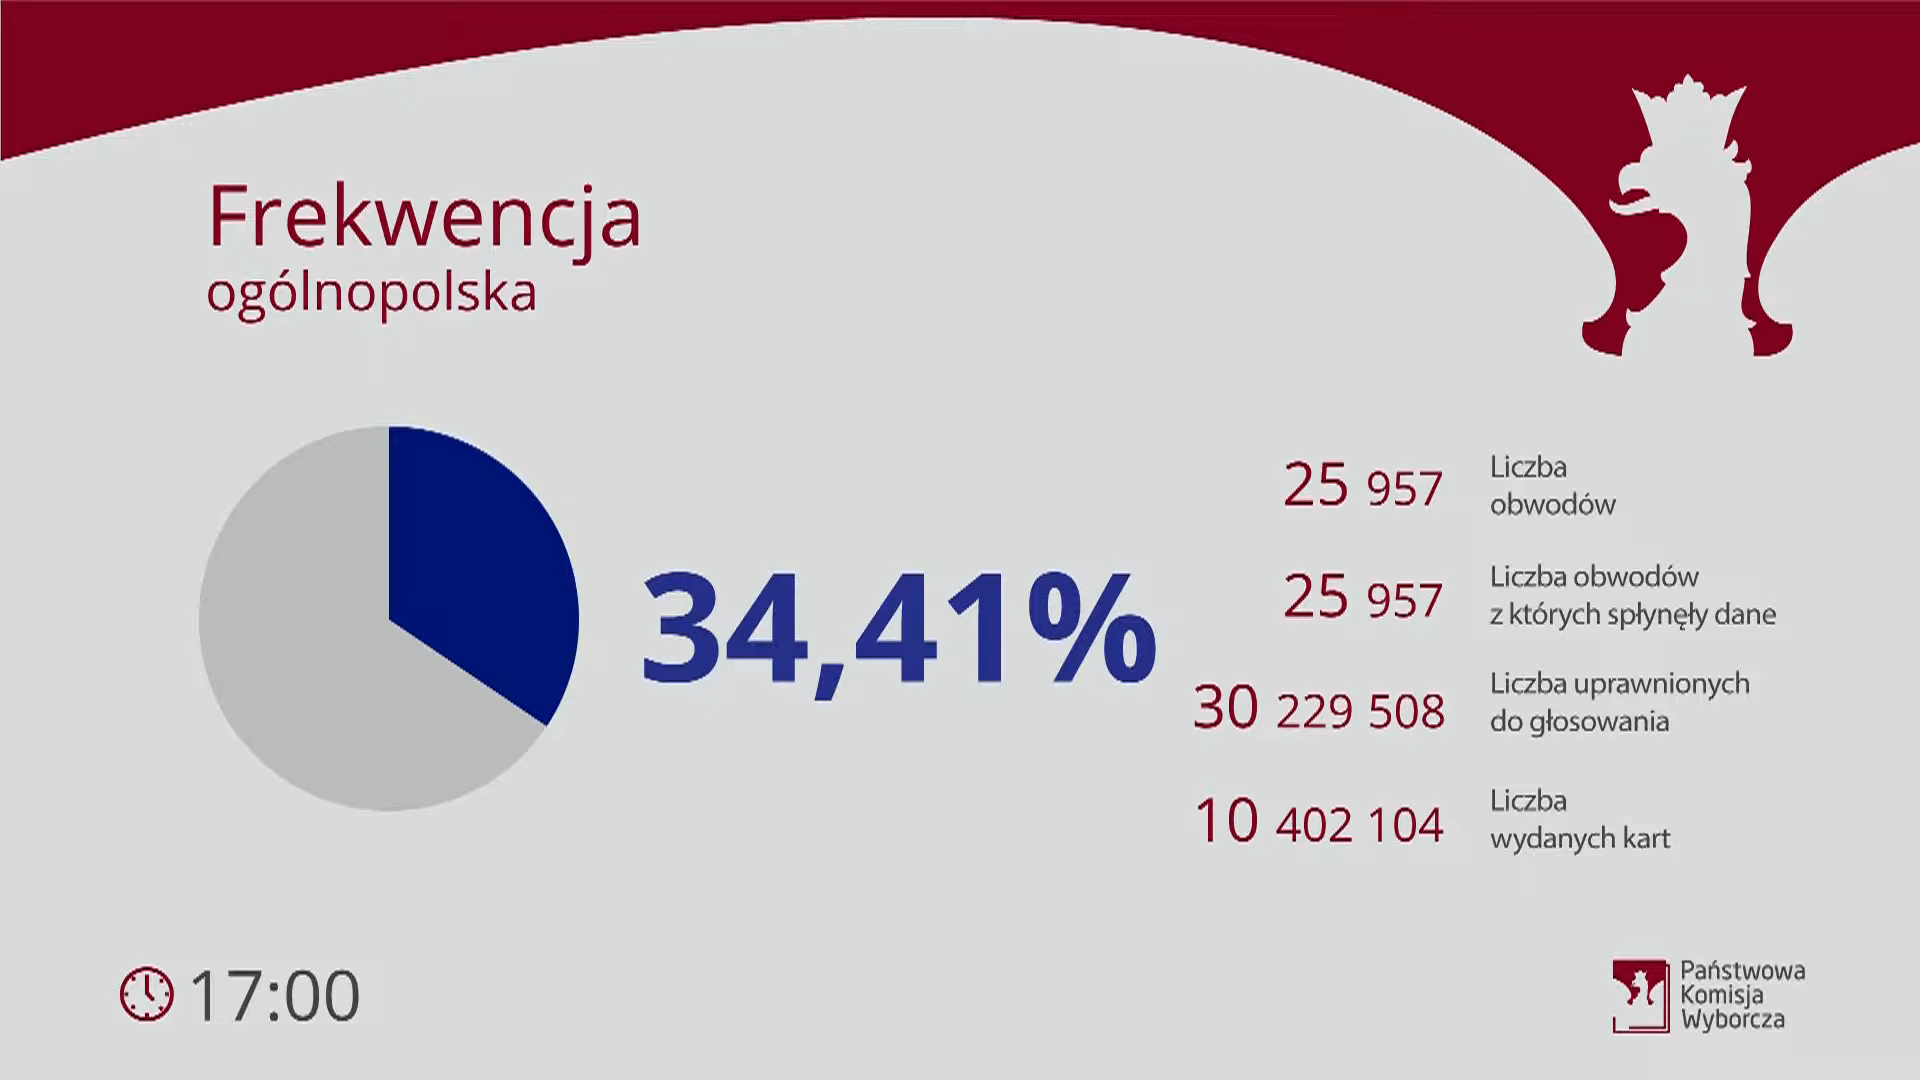 Frekwencja
ogólnopolska
34,41%
25 957
Liczba
obwodów
25 957
Liczba obwodów
z których spłynęły dane
30 229 508
Liczba uprawnionych
do głosowania
10 402 104
Liczba
wydanych kart
17:00
Państwowa
Komisja
Wyborcza